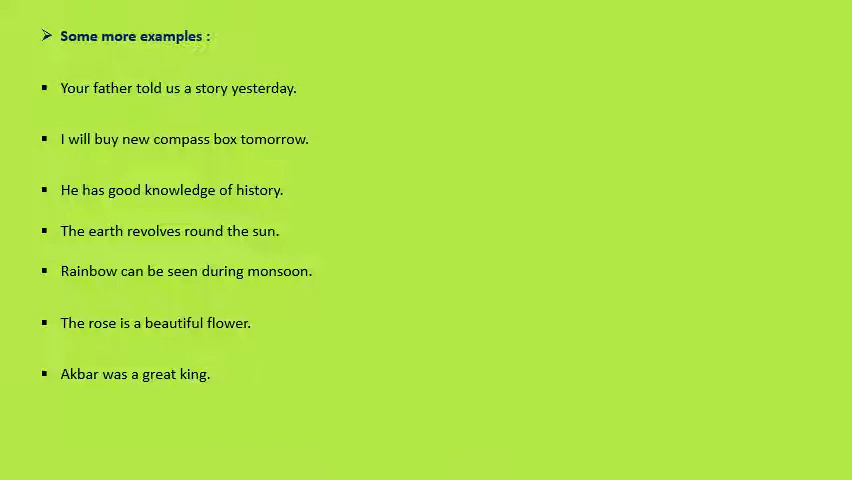 ➢ Some more examples :
▪ Your father told us a story yesterday.
▪ I will buy new compass box tomorrow.
▪ He has good knowledge of history.
▪ The earth revolves round the sun.
▪ Rainbow can be seen during monsoon.
▪ The rose is a beautiful flower.
▪ Akbar was a great king.